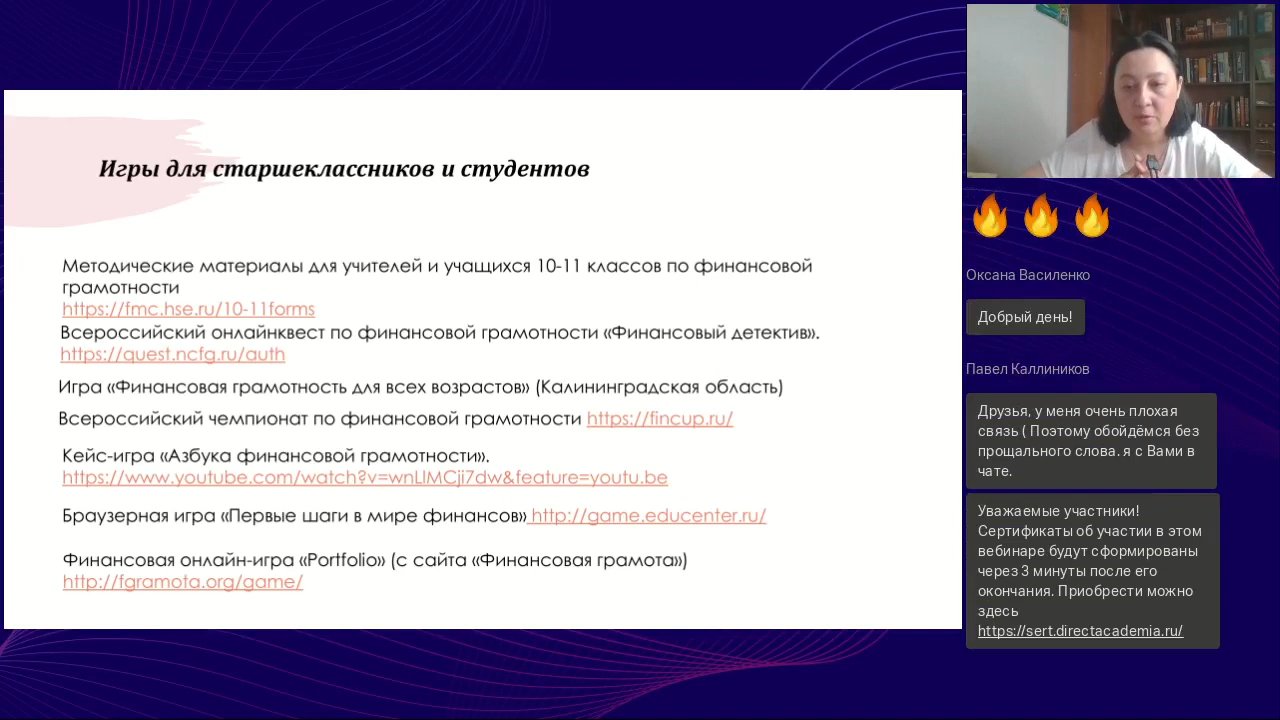 Игры для старшеклассников и студентов
Методические материалы для учителей и учащихся 10-11 классов по финансовой
грамотности
https://fmc.hse.ru/10-11forms
Всероссийский онлайнквест по финансовой грамотности «Финансовый детектив».
https://quest.ncfg.ru/auth
Игра «Финансовая грамотность для всех возрастов» (Калининградская область)
Всероссийский чемпионат по финансовой грамотности https://fincup.ru/
Кейс-игра «Азбука финансовой грамотности».
https://www.youtube.com/watch?v=wnLlMCji7dw&feature=youtu.be
Браузерная игра «Первые шаги в мире финансов» http://game.educenter.ru/
Финансовая онлайн-игра «Portfolio» (с сайта «Финансовая грамота»)
http://fgramota.org/game/
Оксана Василенко
Добрый день!
Павел Каллиников
Друзья, у меня очень плохая
связь ( Поэтому обойдёмся без
прощального слова. я с Вами в
чате.
Уважаемые участники!
Сертификаты об участии в этом
вебинаре будут сформированы
через 3 минуты после его
окончания. Приобрести можно
здесь
https://sert.directacademia.ru/